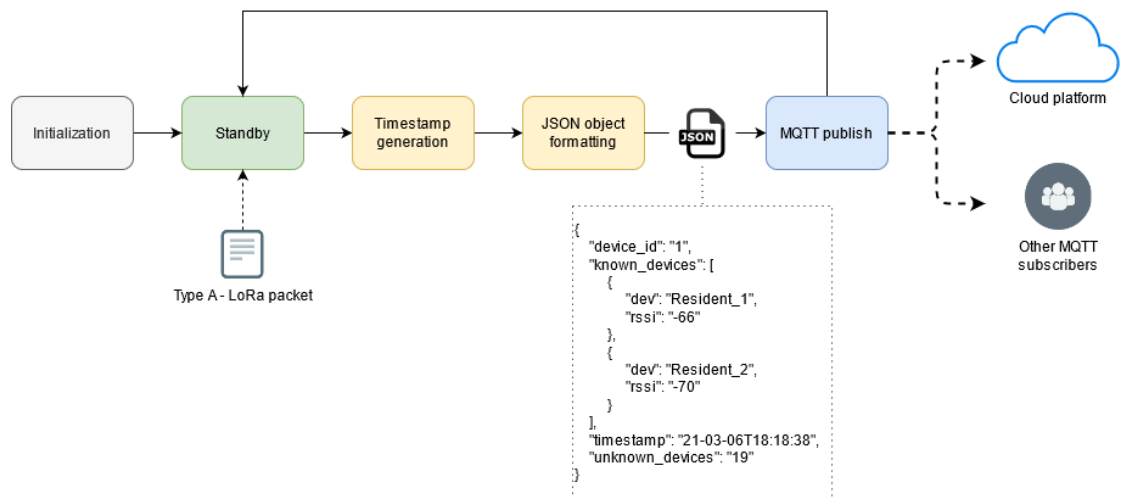 Initialization
Standby
Timestamp
generation
JSON object
formatting
JSON
MQTT publish
Cloud platform
Other MQTT
subscribers
Type A - LoRa packet
{
"device_id": "1",
"known_devices": [
{
"dev": "Resident_1",
"rssi": "-66"
},
{
"dev": "Resident_2",
"rssi": "-70"
}
],
"timestamp": "21-03-06T18:18:38",
"unknown_devices": "19"
}